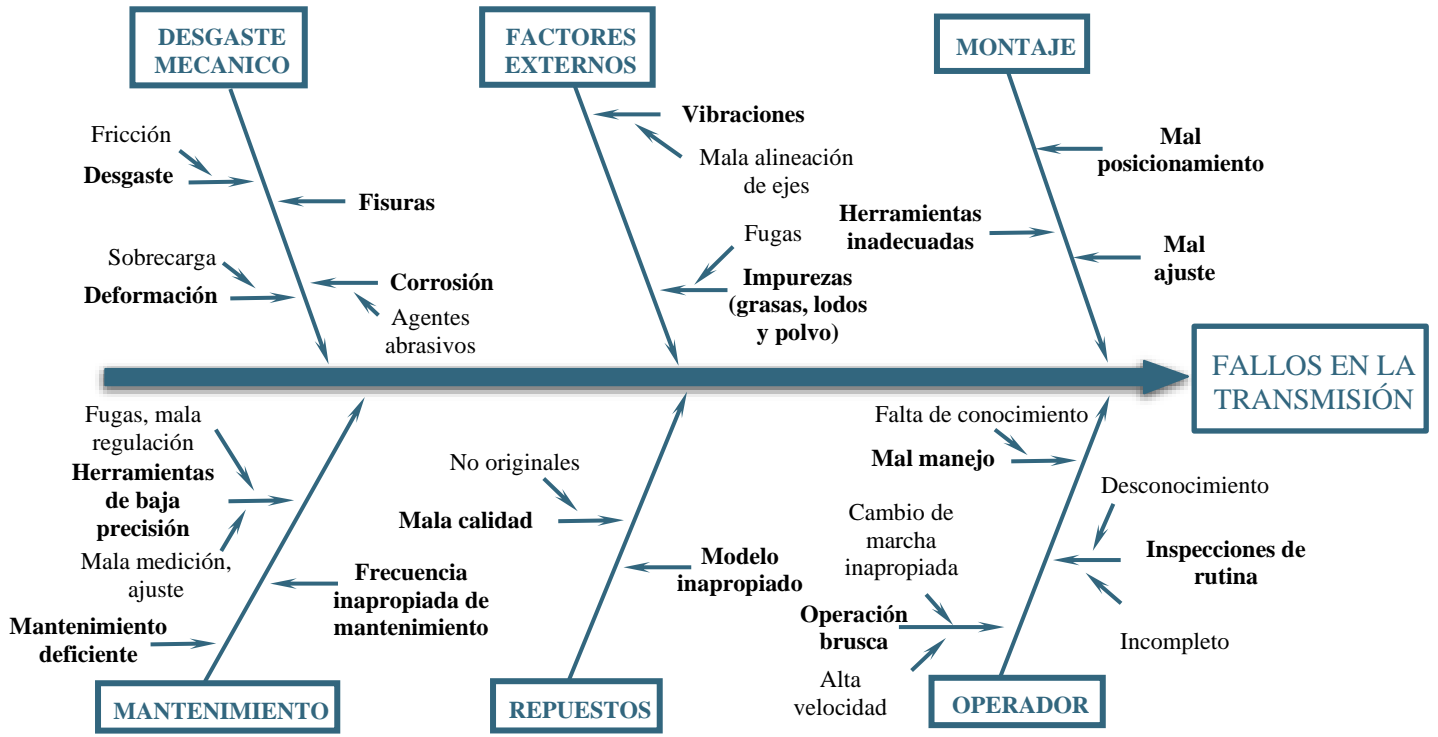 DESGASTE
MECANICO
FACTORES
EXTERNOS
MONTAJE
Fricción
Desgaste
Fisuras
Sobrecarga
Deformación
Corrosión
Agentes
abrasivos
Vibraciones
Mala alineación
de ejes
Fugas
Impurezas
(grasas, lodos
y polvo)
Mal
posicionamiento
Herramientas
inadecuadas
Mal
ajuste
FALLOS EN LA
TRANSMISIÓN
Fugas, mala
regulación
Herramientas
de baja
precisión
Mala medición,
ajuste
Frecuencia
inapropiada de
mantenimiento
Mantenimiento
deficiente
No originales
Mala calidad
Modelo
inapropiado
Falta de conocimiento
Mal manejo
Desconocimiento
Inspecciones de
rutina
Incompleto
Cambio de
marcha
inapropiada
Operación
brusca
Alta
velocidad
MANTENIMIENTO
REPUESTOS
OPERADOR